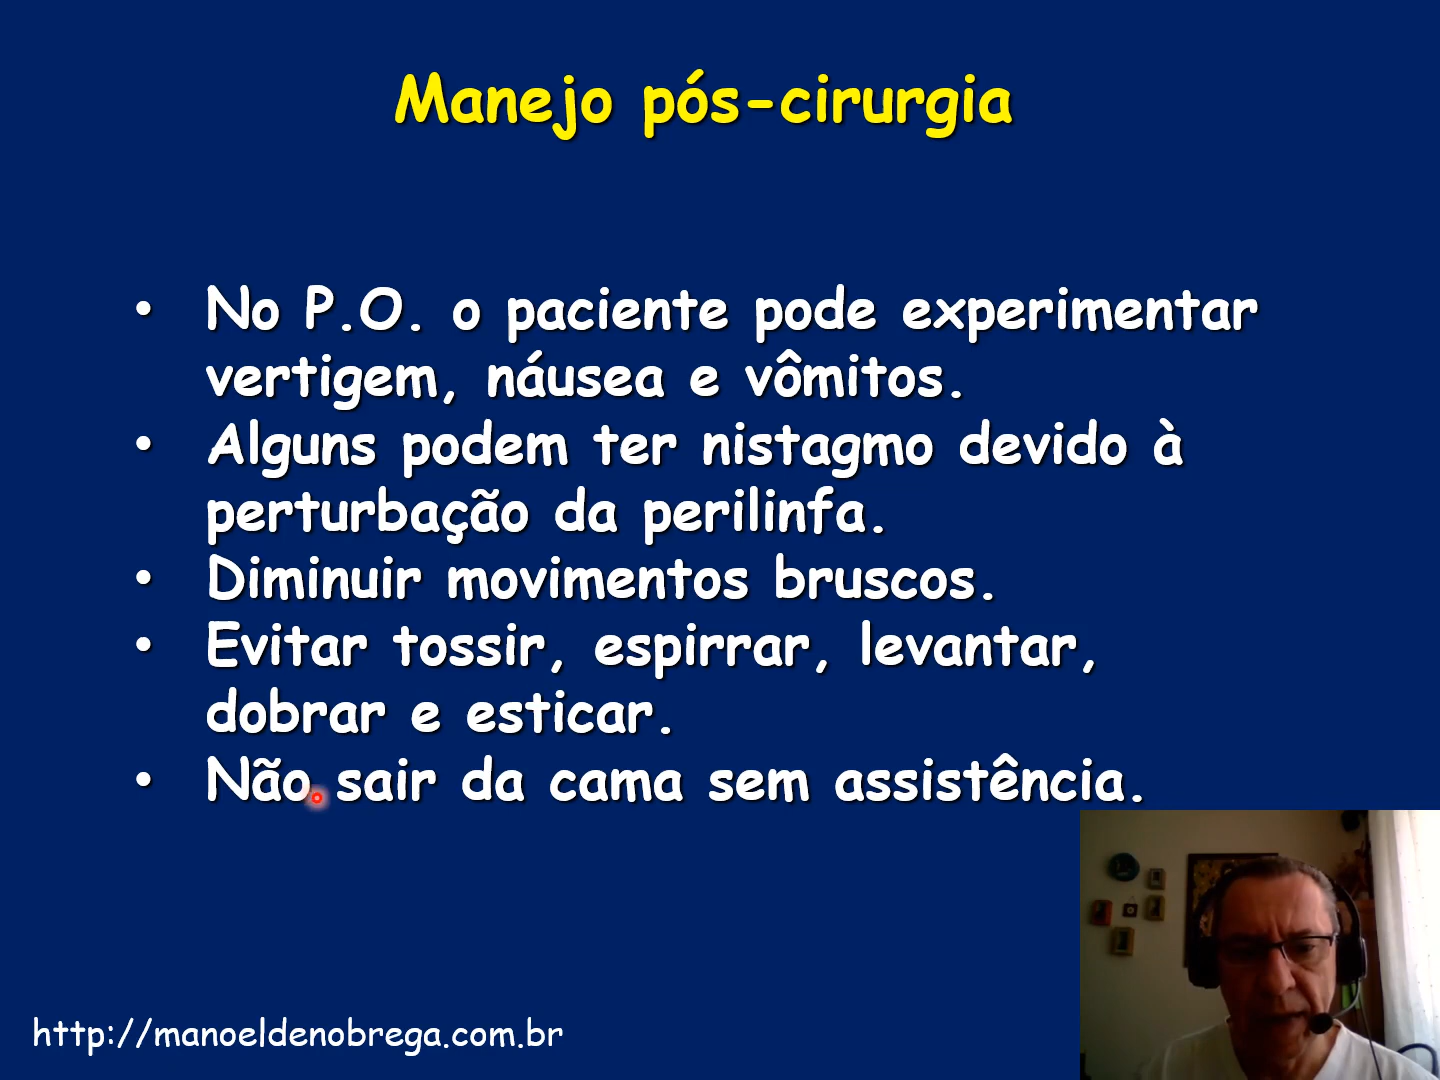 Manejo pós-cirurgia
• No P.O. o paciente pode experimentar
vertigem, náusea e vômitos.
• Alguns podem ter nistagmo devido à
perturbação da perilinfa.
• Diminuir movimentos bruscos.
• Evitar tossir, espirrar, levantar,
dobrar e esticar.
• Não sair da cama sem assistência.
http://manoeldenobrega.com.br